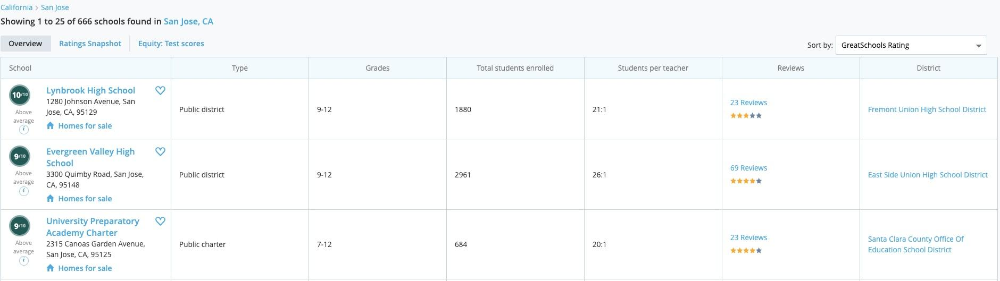 California > San Jose
Showing 1 to 25 of 666 schools found in San Jose, CA
Overview Ratings Snapshot Equity: Test scores
Sort by: GreatSchools Rating
School Type Grades Total students enrolled Students per teacher Reviews District
10/10
Above
average
i
Lynbrook High School
1280 Johnson Avenue, San
Jose, CA, 95129
Homes for sale
Public district
9-12
1880
21:1
23 Reviews
Fremont Union High School District
9/10
Above
average
i
Evergreen Valley High
School
3300 Quimby Road, San Jose,
CA, 95148
Homes for sale
Public district
9-12
2961
26:1
69 Reviews
East Side Union High School District
9/10
Above
average
i
University Preparatory
Academy Charter
2315 Canoas Garden Avenue,
San Jose, CA, 95125
Homes for sale
Public charter
7-12
684
20:1
23 Reviews
Santa Clara County Office Of
Education School District